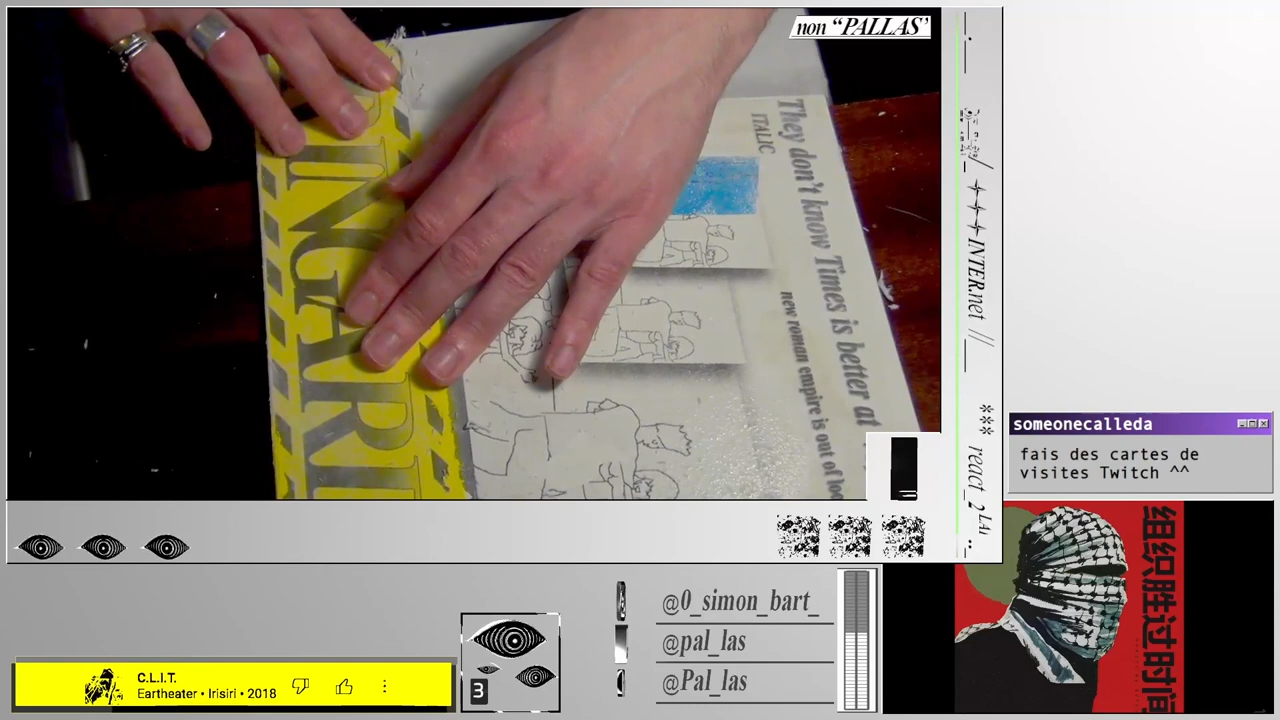 non “PALLAS’
They don't know Times is better at
ITALIC
new roman empire is out of
INGART
INTER.net //
*** react_2
someonecalleda
fais des cartes de
visites Twitch ^^
组织胜过时间
@0_simon_bart_
@pal_las
@Pal_las
3
C.L.I.T.
Eartheater • Irisiri • 2018